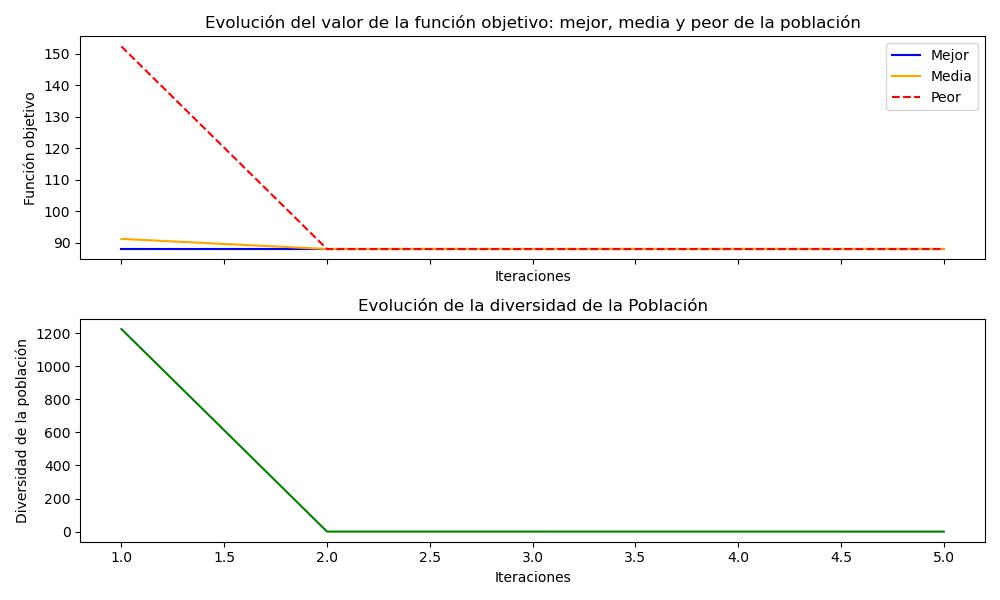 Evolución del valor de la función objetivo: mejor, media y peor de la población
Función objetivo
150
140
130
120
110
100
90
Mejor
Media
Peor
Iteraciones
Evolución de la diversidad de la Población
Diversidad de la población
1200
1000
800
600
400
200
0
1.0 1.5 2.0 2.5 3.0 3.5 4.0 4.5 5.0
Iteraciones